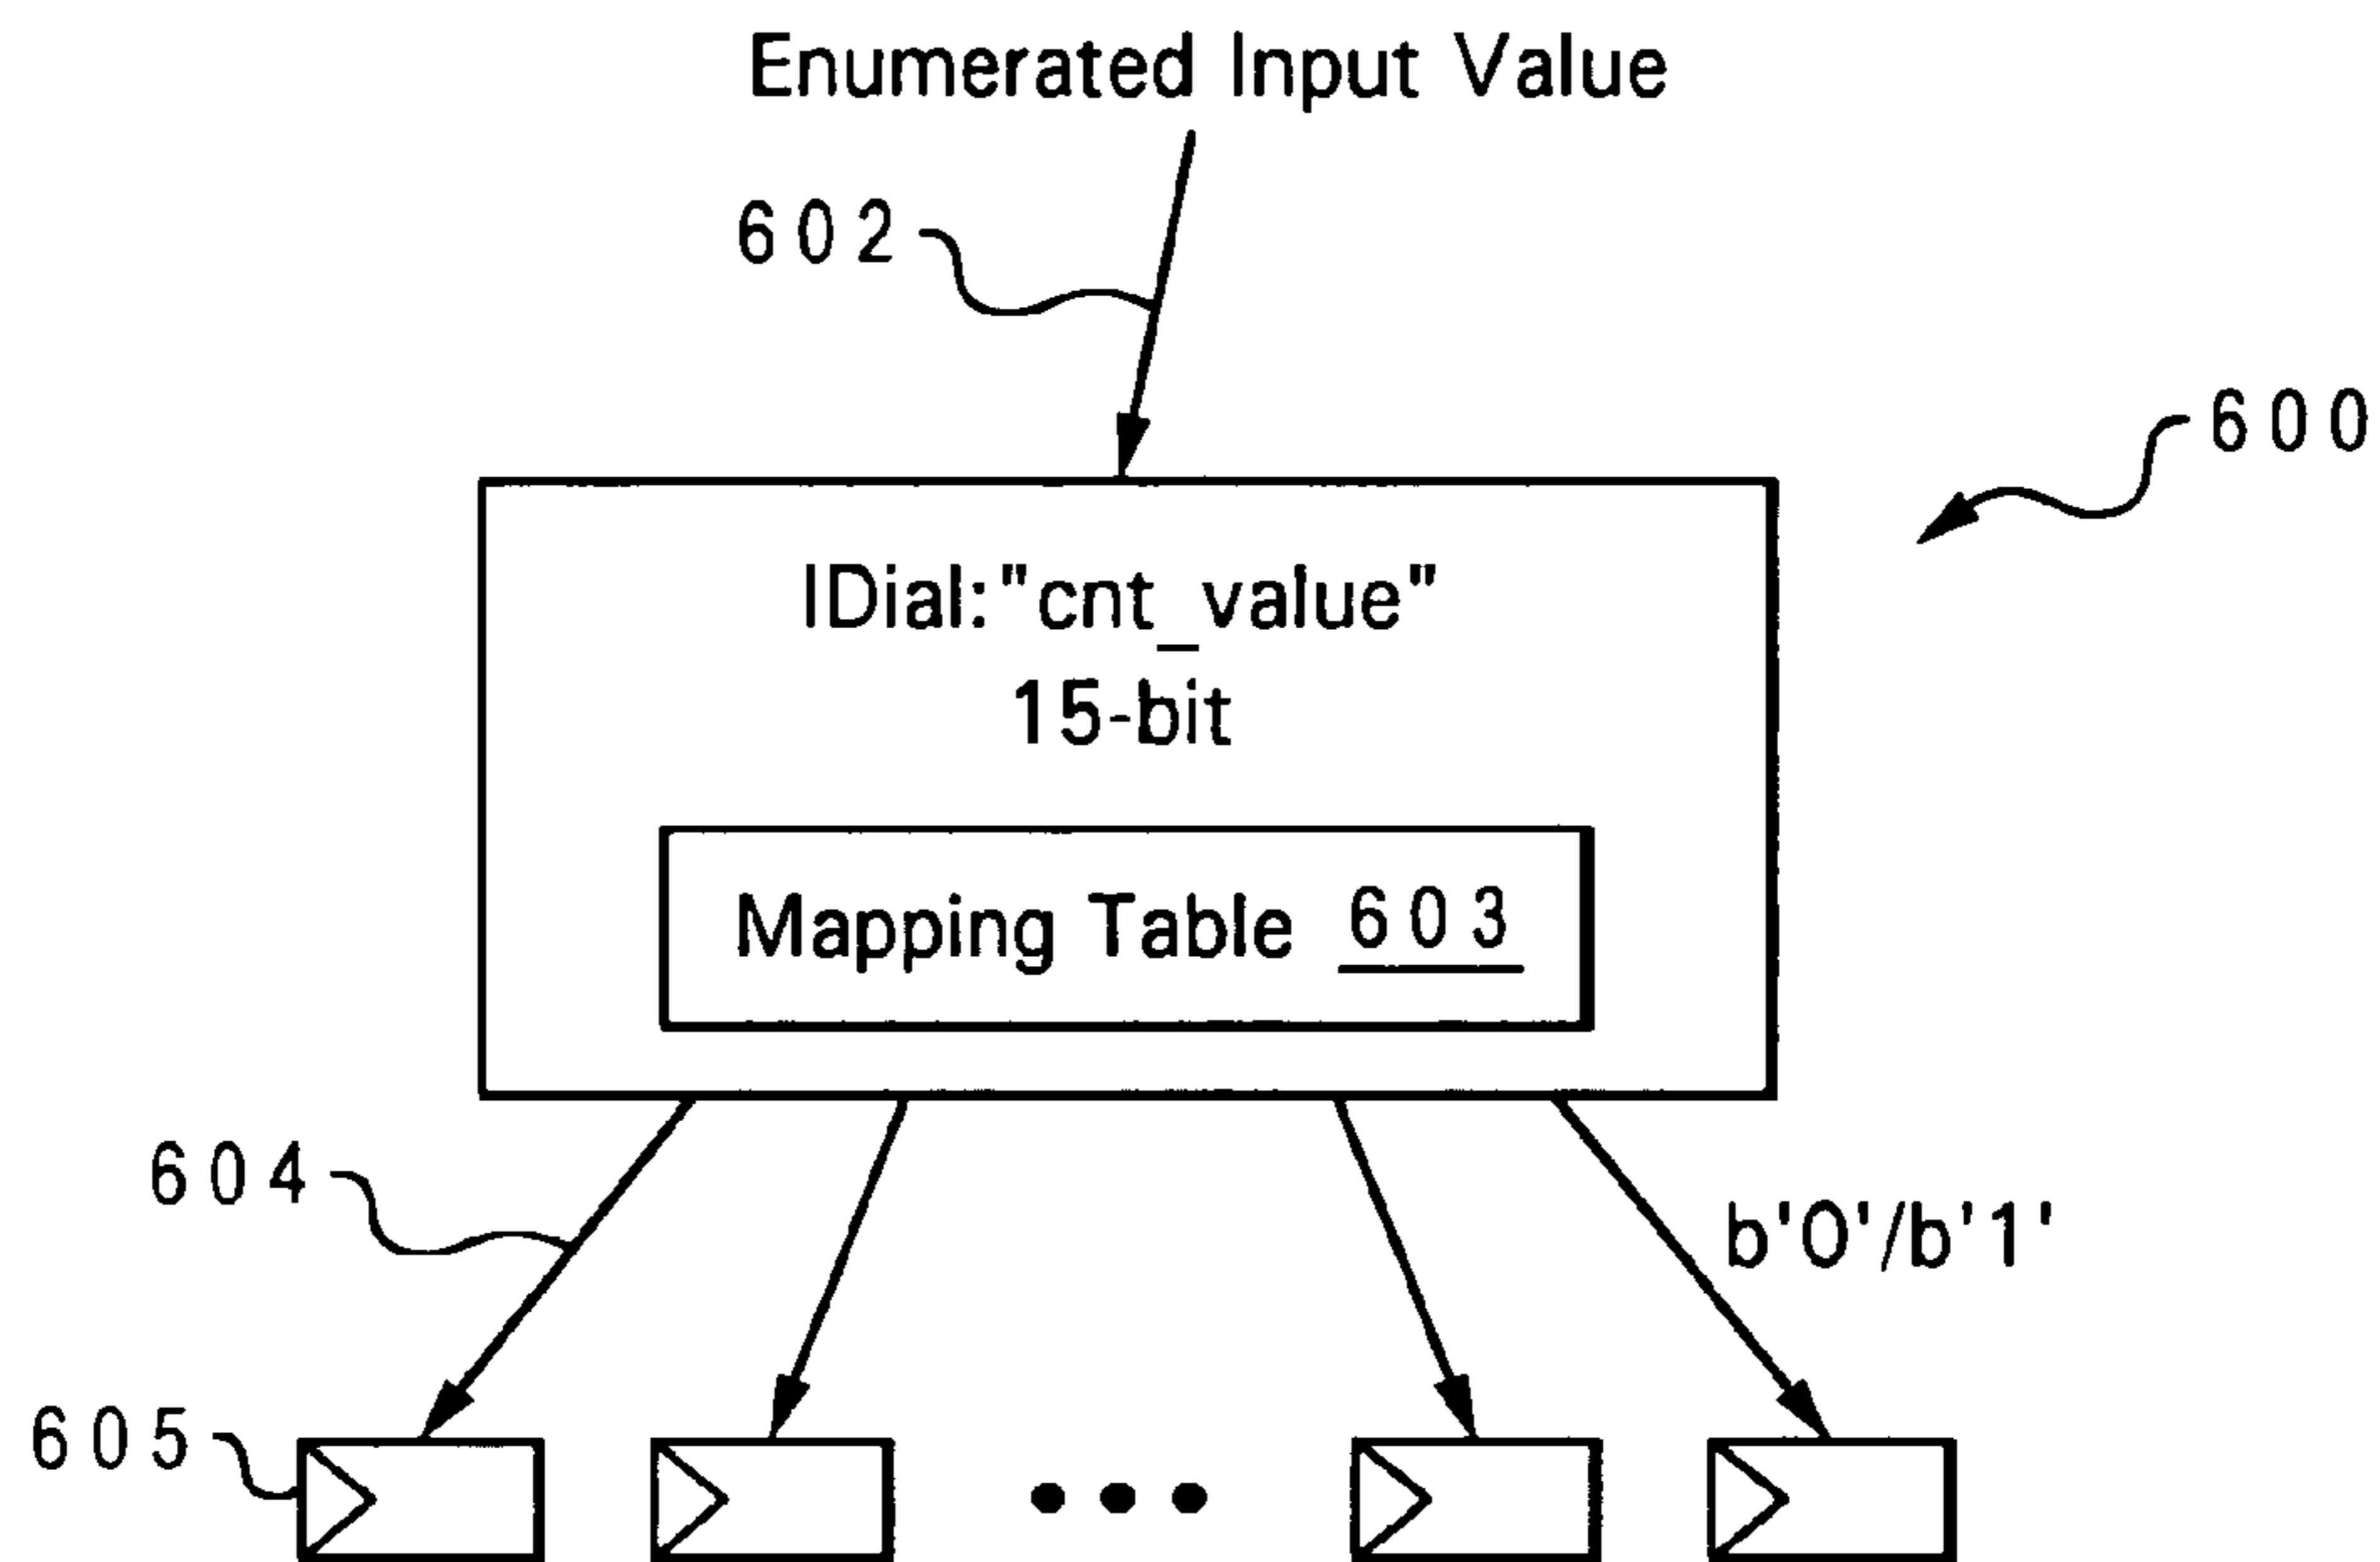 Enumerated Input Value
602
600
IDial:"cnt_value"
15-bit
Mapping Table 603
604
b'0'/b'1'
605